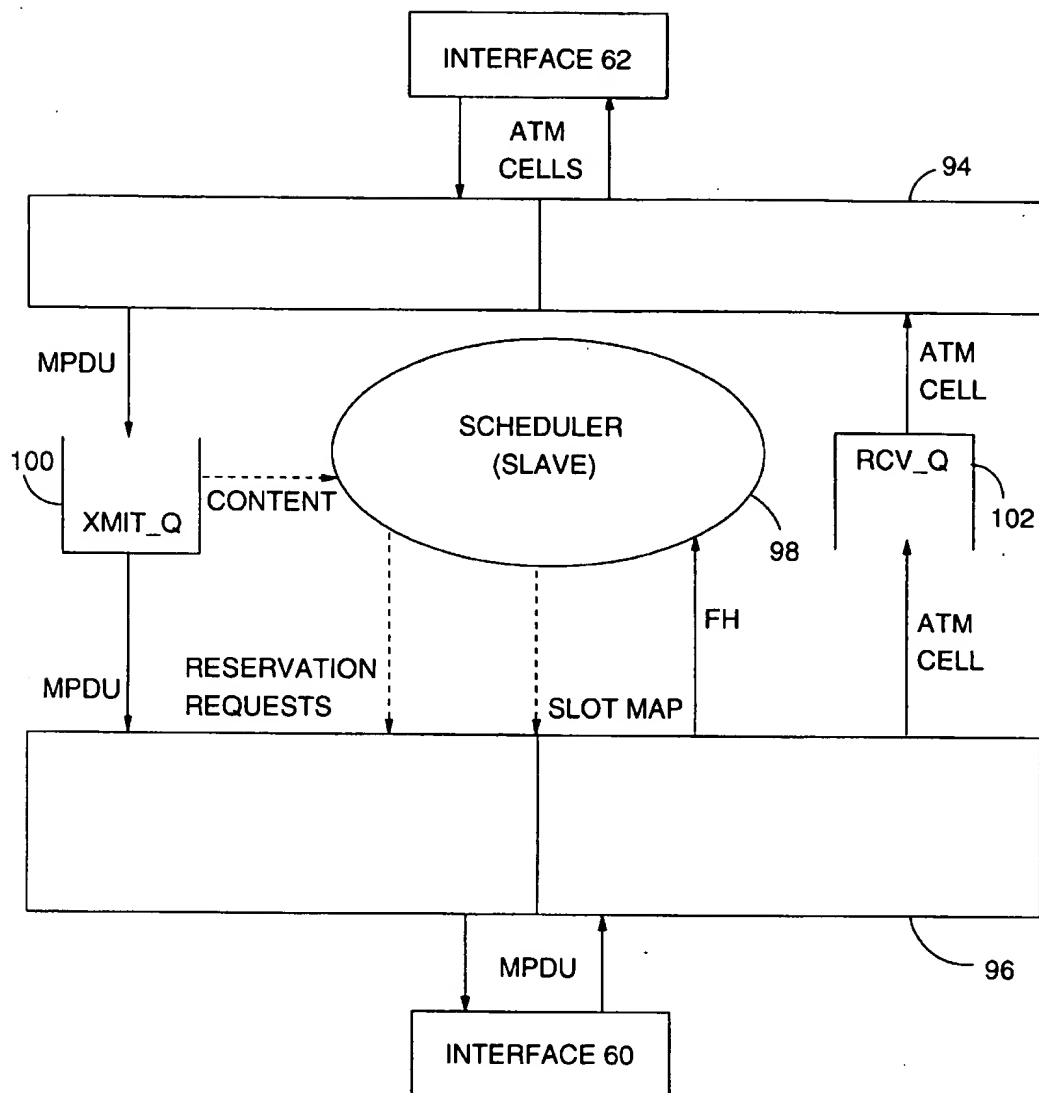 INTERFACE 62
ATM
CELLS
94
MPDU
ATM
CELL
SCHEDULER
(SLAVE)
100
XMIT_Q
CONTENT
RCV_Q
102
98
FH
ATM
CELL
MPDU
RESERVATION
REQUESTS
SLOT MAP
MPDU
96
INTERFACE 60